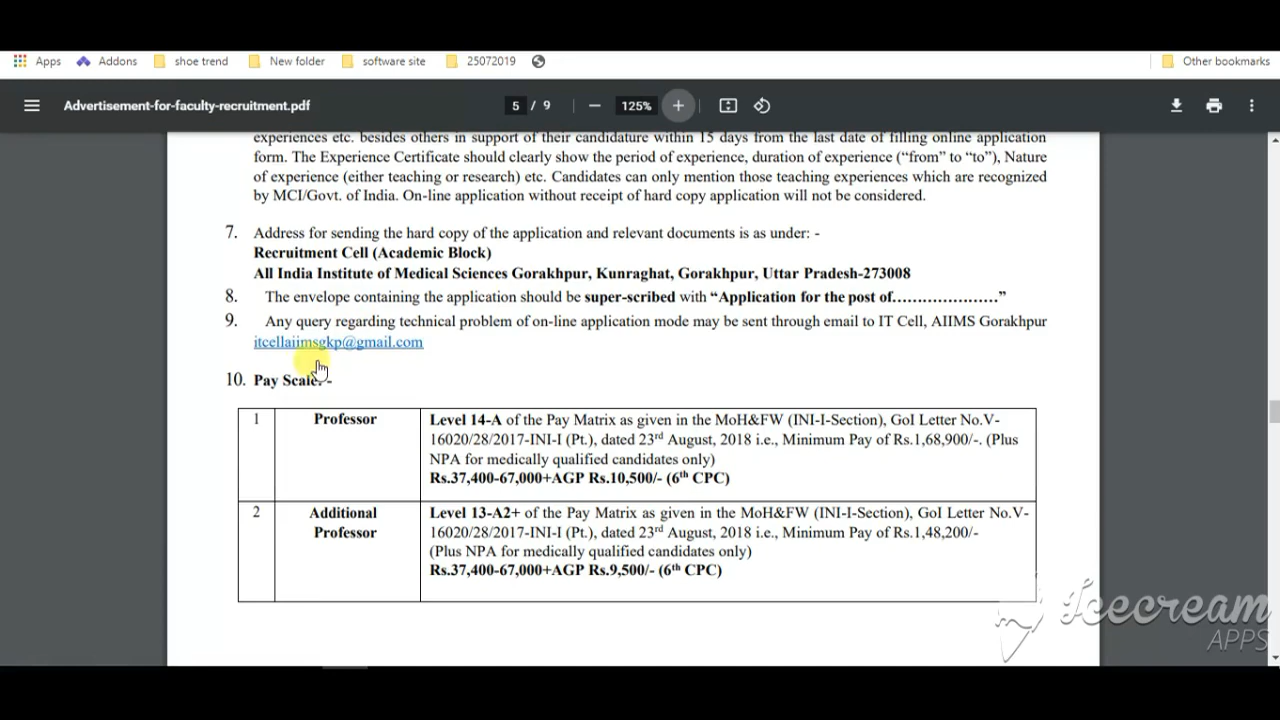 Apps Addons shoe trend New folder software site 25072019 Other bookmarks
Advertisement-for-faculty-recruitment.pdf 5 / 9 — 125% +
experiences etc. besides others in support of their candidature within 15 days from the last date of filling online application
form. The Experience Certificate should clearly show the period of experience, duration of experience (“from” to “to”), Nature
of experience (either teaching or research) etc. Candidates can only mention those teaching experiences which are recognized
by MCI/Govt. of India. On-line application without receipt of hard copy application will not be considered.
7. Address for sending the hard copy of the application and relevant documents is as under: -
Recruitment Cell (Academic Block)
All India Institute of Medical Sciences Gorakhpur, Kunraghat, Gorakhpur, Uttar Pradesh-273008
8. The envelope containing the application should be super-scribed with “Application for the post of…………………”
9. Any query regarding technical problem of on-line application mode may be sent through email to IT Cell, AIIMS Gorakhpur
itcellaiimsgkp@gmail.com
10. Pay Scale: -
1 Professor Level 14-A of the Pay Matrix as given in the MoH&FW (INI-I-Section), GoI Letter No.V-
16020/28/2017-INI-I (Pt.), dated 23rd August, 2018 i.e., Minimum Pay of Rs.1,68,900/-. (Plus
NPA for medically qualified candidates only)
Rs.37,400-67,000+AGP Rs.10,500/- (6th CPC)
2 Additional Professor Level 13-A2+ of the Pay Matrix as given in the MoH&FW (INI-I-Section), GoI Letter No.V-
16020/28/2017-INI-I (Pt.), dated 23rd August, 2018 i.e., Minimum Pay of Rs.1,48,200/-
(Plus NPA for medically qualified candidates only)
Rs.37,400-67,000+AGP Rs.9,500/- (6th CPC)
Icecream
APPS